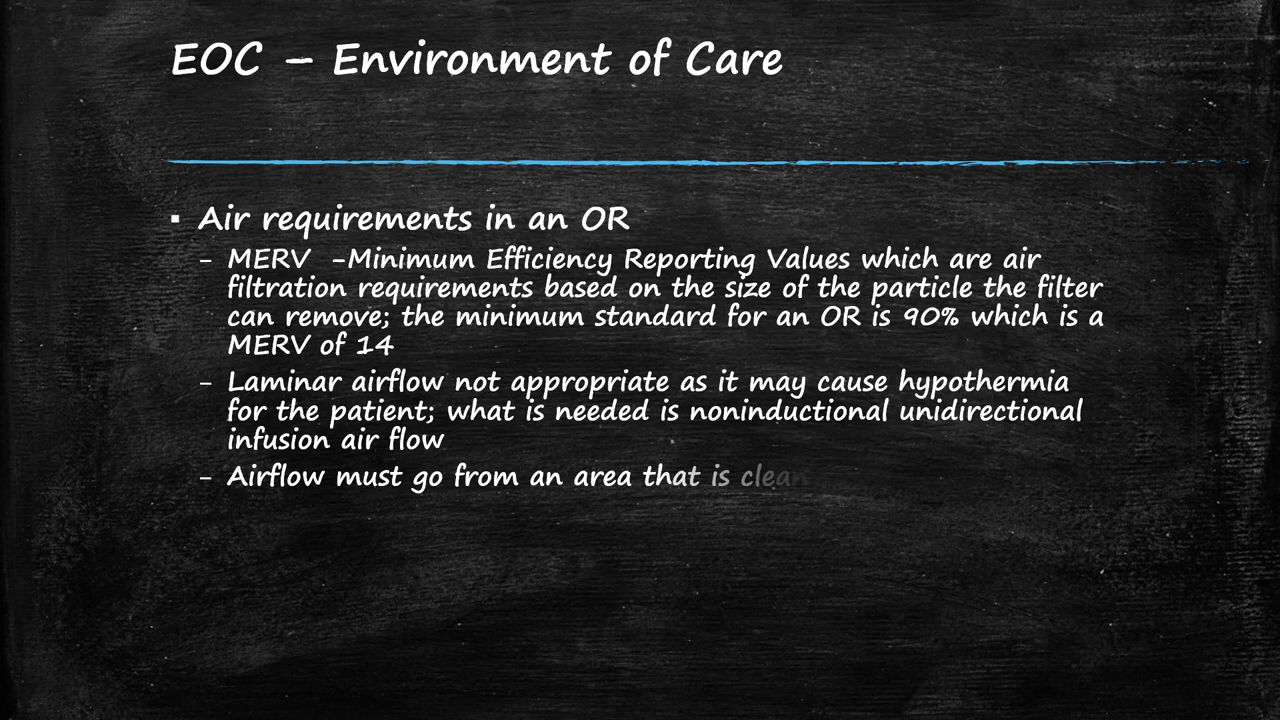 EOC – Environment of Care
▪ Air requirements in an OR
– MERV -Minimum Efficiency Reporting Values which are air
filtration requirements based on the size of the particle the filter
can remove; the minimum standard for an OR is 90% which is a
MERV of 14
– Laminar airflow not appropriate as it may cause hypothermia
for the patient; what is needed is noninductional unidirectional
infusion air flow
– Airflow must go from an area that is clean